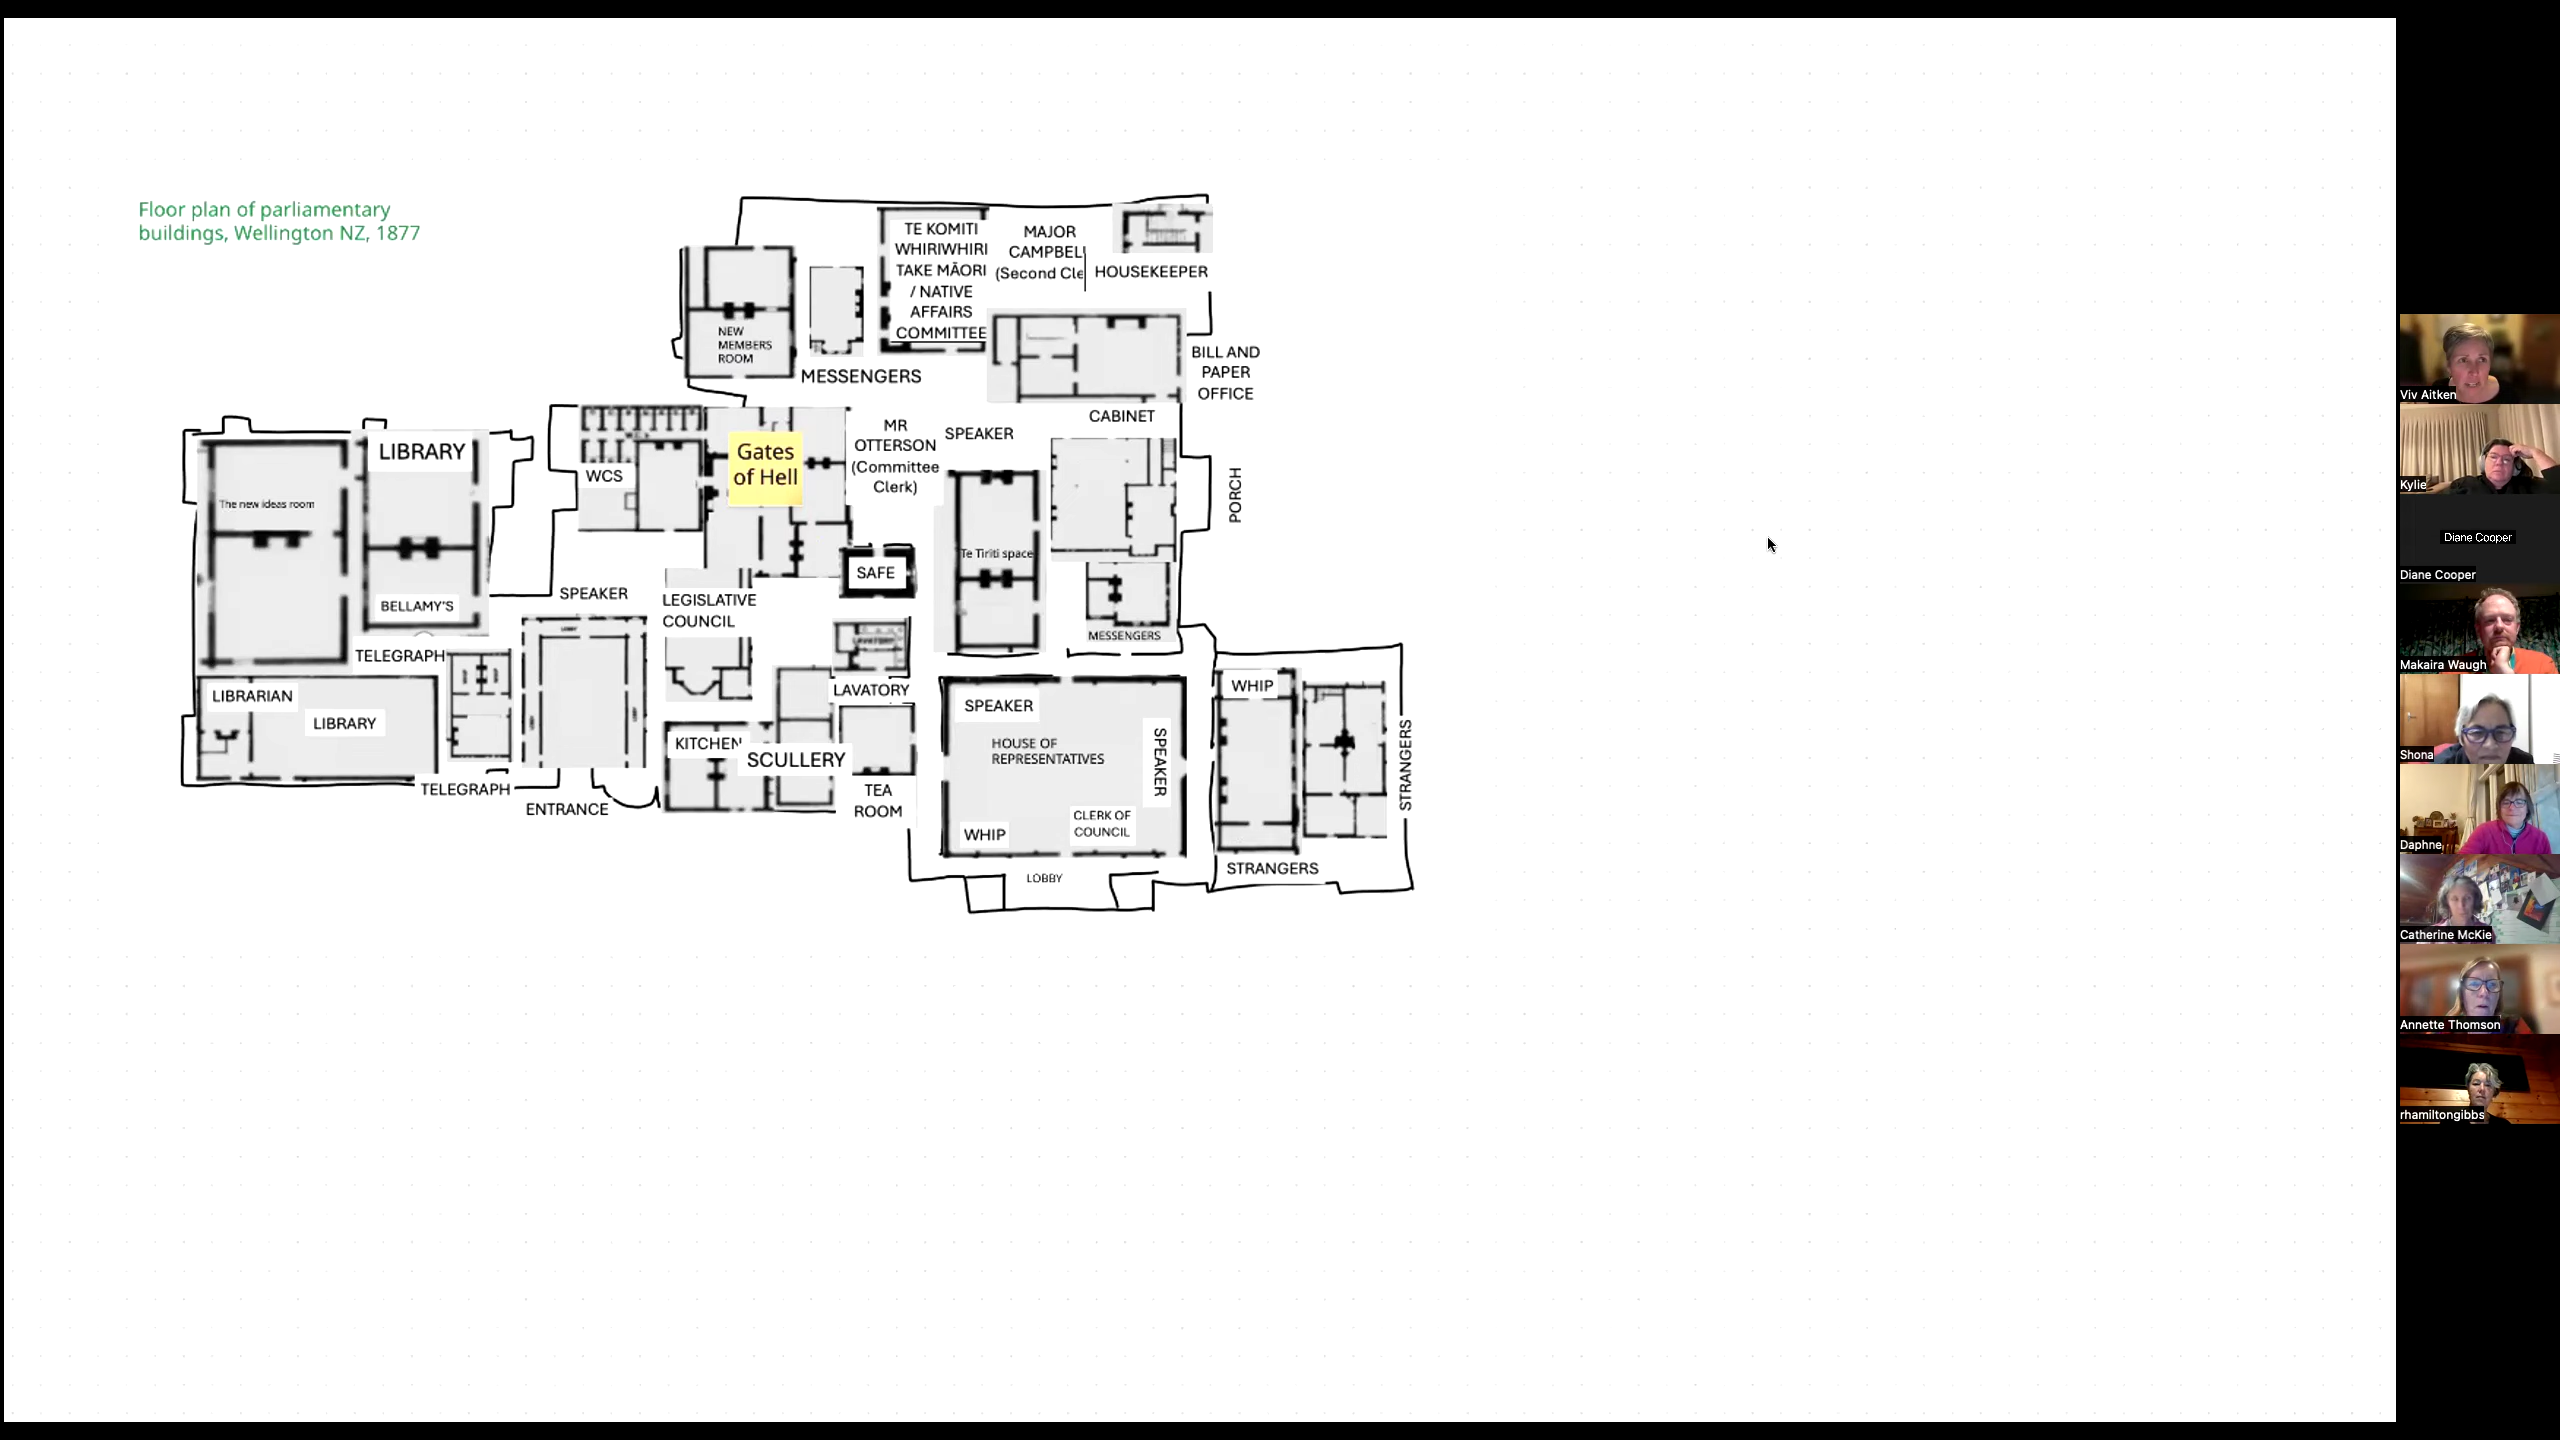 Floor plan of parliamentary
buildings, Wellington NZ, 1877
TE KOMITI
WHIRIWHIRI
TAKE MĀORI
/ NATIVE
AFFAIRS
COMMITTEE
MAJOR
CAMPBEL
(Second Cle
HOUSEKEEPER
NEW
MEMBERS
ROOM
MESSENGERS
BILL AND
PAPER
OFFICE
CABINET
LIBRARY
The new ideas room
BELLAMY'S
WCS
Gates
of Hell
MR
OTTERSON
(Committee
Clerk)
SPEAKER
PORCH
Te Tiriti space
SAFE
MESSENGERS
SPEAKER
LEGISLATIVE
COUNCIL
LOBBY
LAVATORY
LAVATORY
TELEGRAPH
LIBRARIAN
LIBRARY
TELEGRAPH
ENTRANCE
KITCHEN
SCULLERY
TEA
ROOM
SPEAKER
HOUSE OF
REPRESENTATIVES
SPEAKER
WHIP
CLERK OF
COUNCIL
LOBBY
WHIP
STRANGERS
STRANGERS
Viv Aitken
Kylie
Diane Cooper
Diane Cooper
Makaira Waugh
Shona
Daphne
Catherine McKie
Annette Thomson
rhamiltongibbs